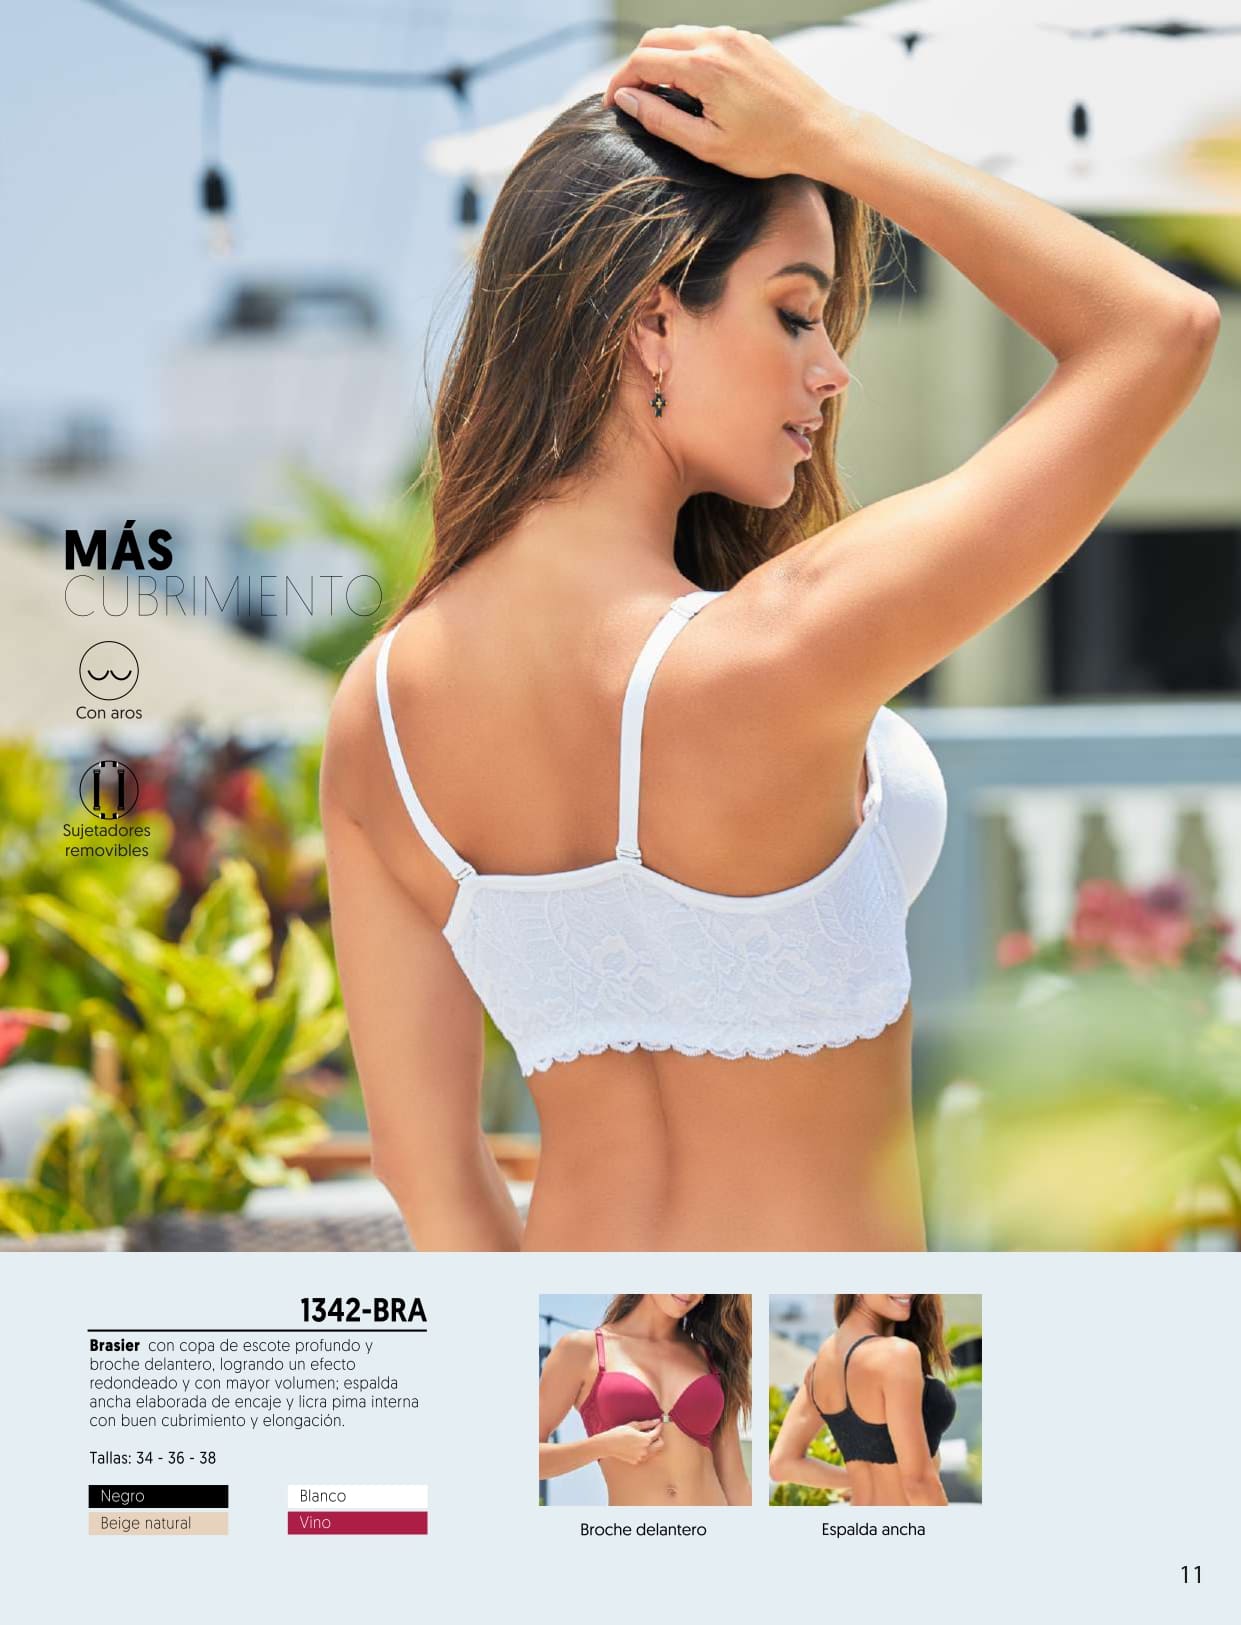 MÁS
CUBRIMIENTO
Con aros
Sujetadores
removibles
1342-BRA
Brasier con copa de escote profundo y
broche delantero, logrando un efecto
redondeado y con mayor volumen; espalda
ancha elaborada de encaje y licra pima interna
con buen cubrimiento y elongación.
Tallas: 34 - 36 - 38
Negro
Blanco
Beige natural
Vino
Broche delantero
Espalda ancha
11